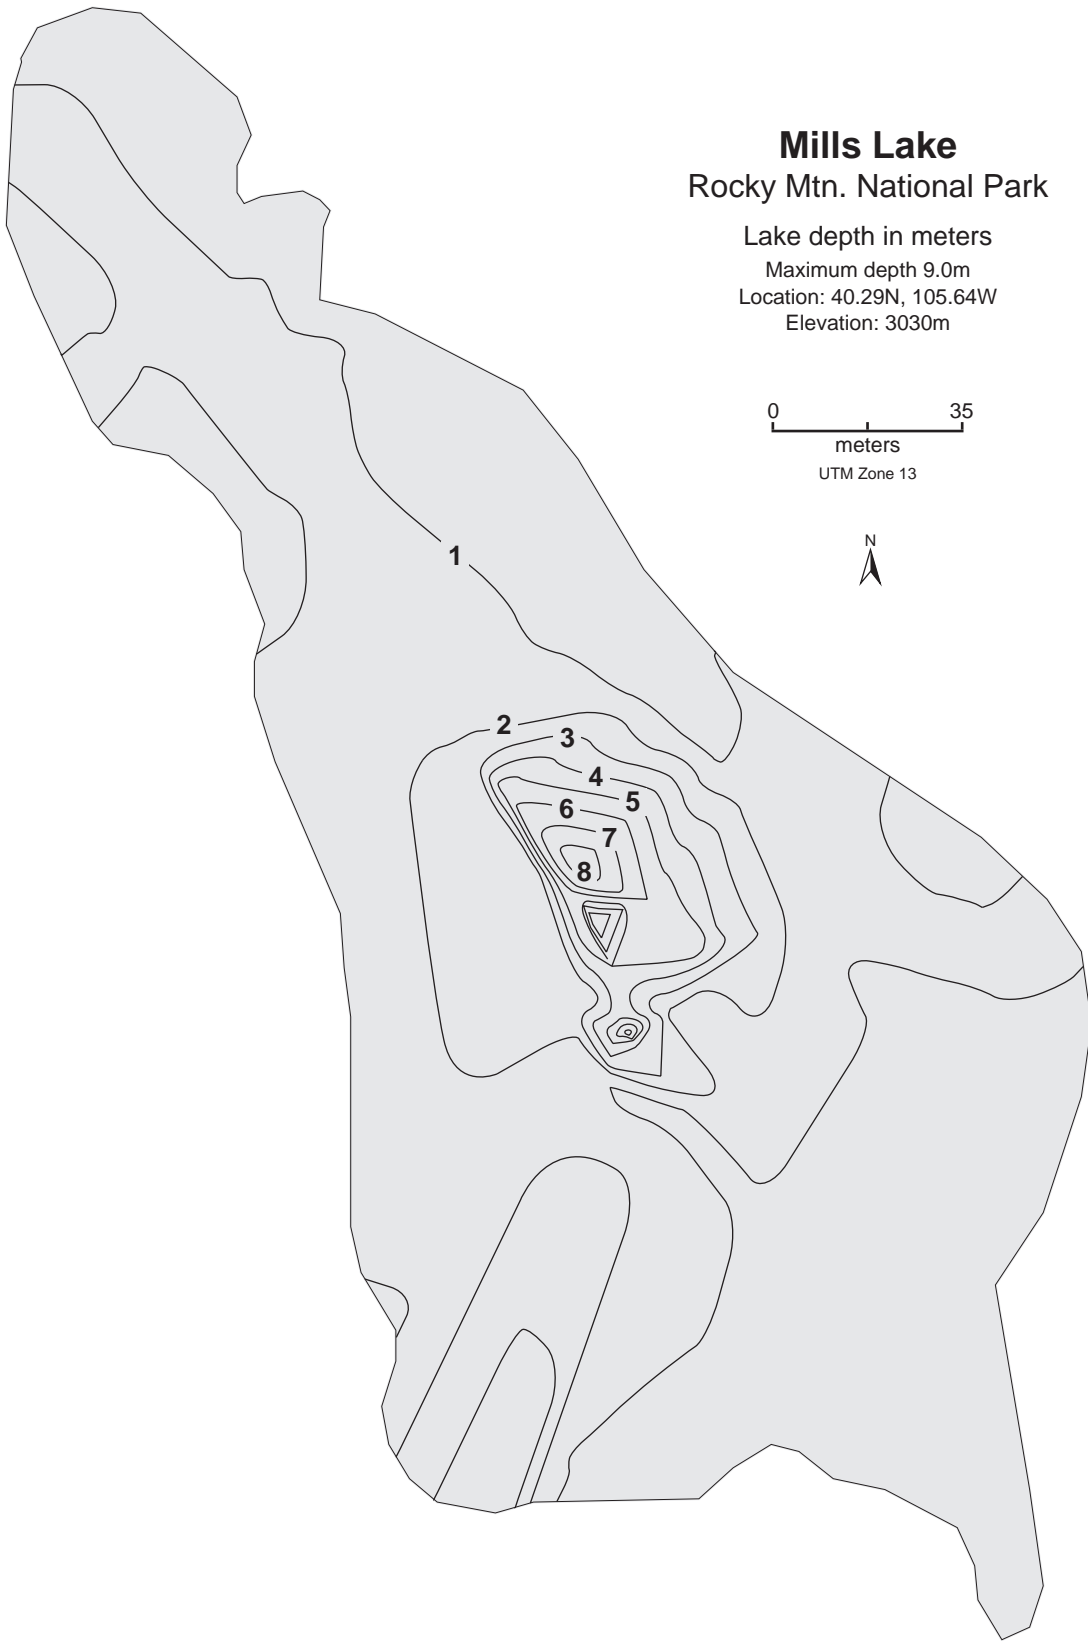 Mills Lake
Rocky Mtn. National Park
Lake depth in meters
Maximum depth 9.0m
Location: 40.29N, 105.64W
Elevation: 3030m
0 35
meters
UTM Zone 13
N
1
2
3
4
5
6
7
8